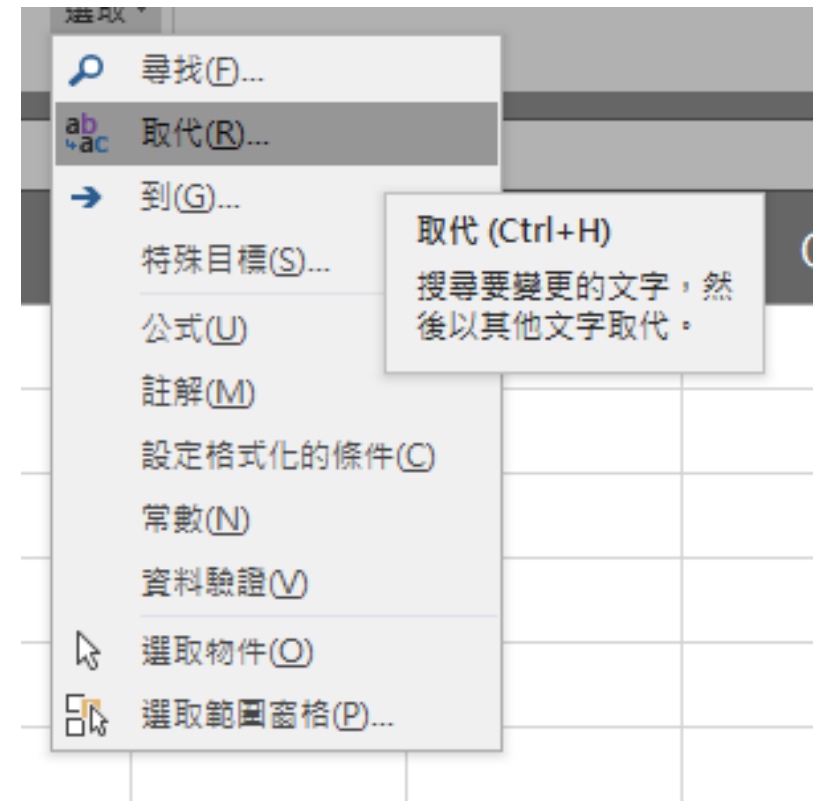 選取
尋找(F)...
取代(R)...
到(G)...
特殊目標(S)...
公式(U)
註解(M)
設定格式化的條件(C)
常數(N)
資料驗證(V)
選取物件(O)
選取範圍窗格(P)...
取代 (Ctrl+H)
搜尋要變更的文字，然
後以其他文字取代。